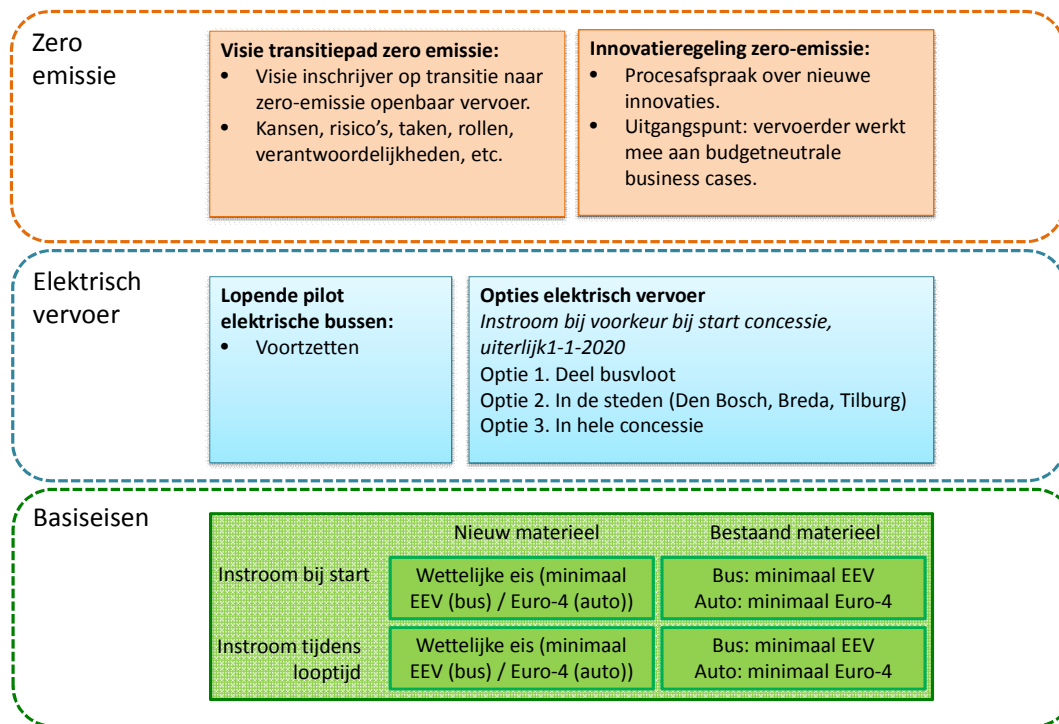 Zero
emissie
Visie transitiepad zero emissie:
• Visie inschrijver op transitie naar
zero-emissie openbaar vervoer.
• Kansen, risico's, taken, rollen,
verantwoordelijkheden, etc.
Innovatieregeling zero-emissie:
• Procesafspraak over nieuwe
innovaties.
• Uitgangspunt: vervoerder werkt
mee aan budgetneutrale
business cases.
Elektrisch
vervoer
Lopende pilot
elektrische bussen:
• Voortzetten
Opties elektrisch vervoer
Instroom bij voorkeur bij start concessie,
uiterlijk1-1-2020
Optie 1. Deel busvloot
Optie 2. In de steden (Den Bosch, Breda, Tilburg)
Optie 3. In hele concessie
Basiseisen
Nieuw materieel
Bestaand materieel
Instroom bij start
Wettelijke eis (minimaal
EEV (bus) / Euro-4 (auto))
Bus: minimaal EEV
Auto: minimaal Euro-4
Instroom tijdens
looptijd
Wettelijke eis (minimaal
EEV (bus) / Euro-4 (auto))
Bus: minimaal EEV
Auto: minimaal Euro-4